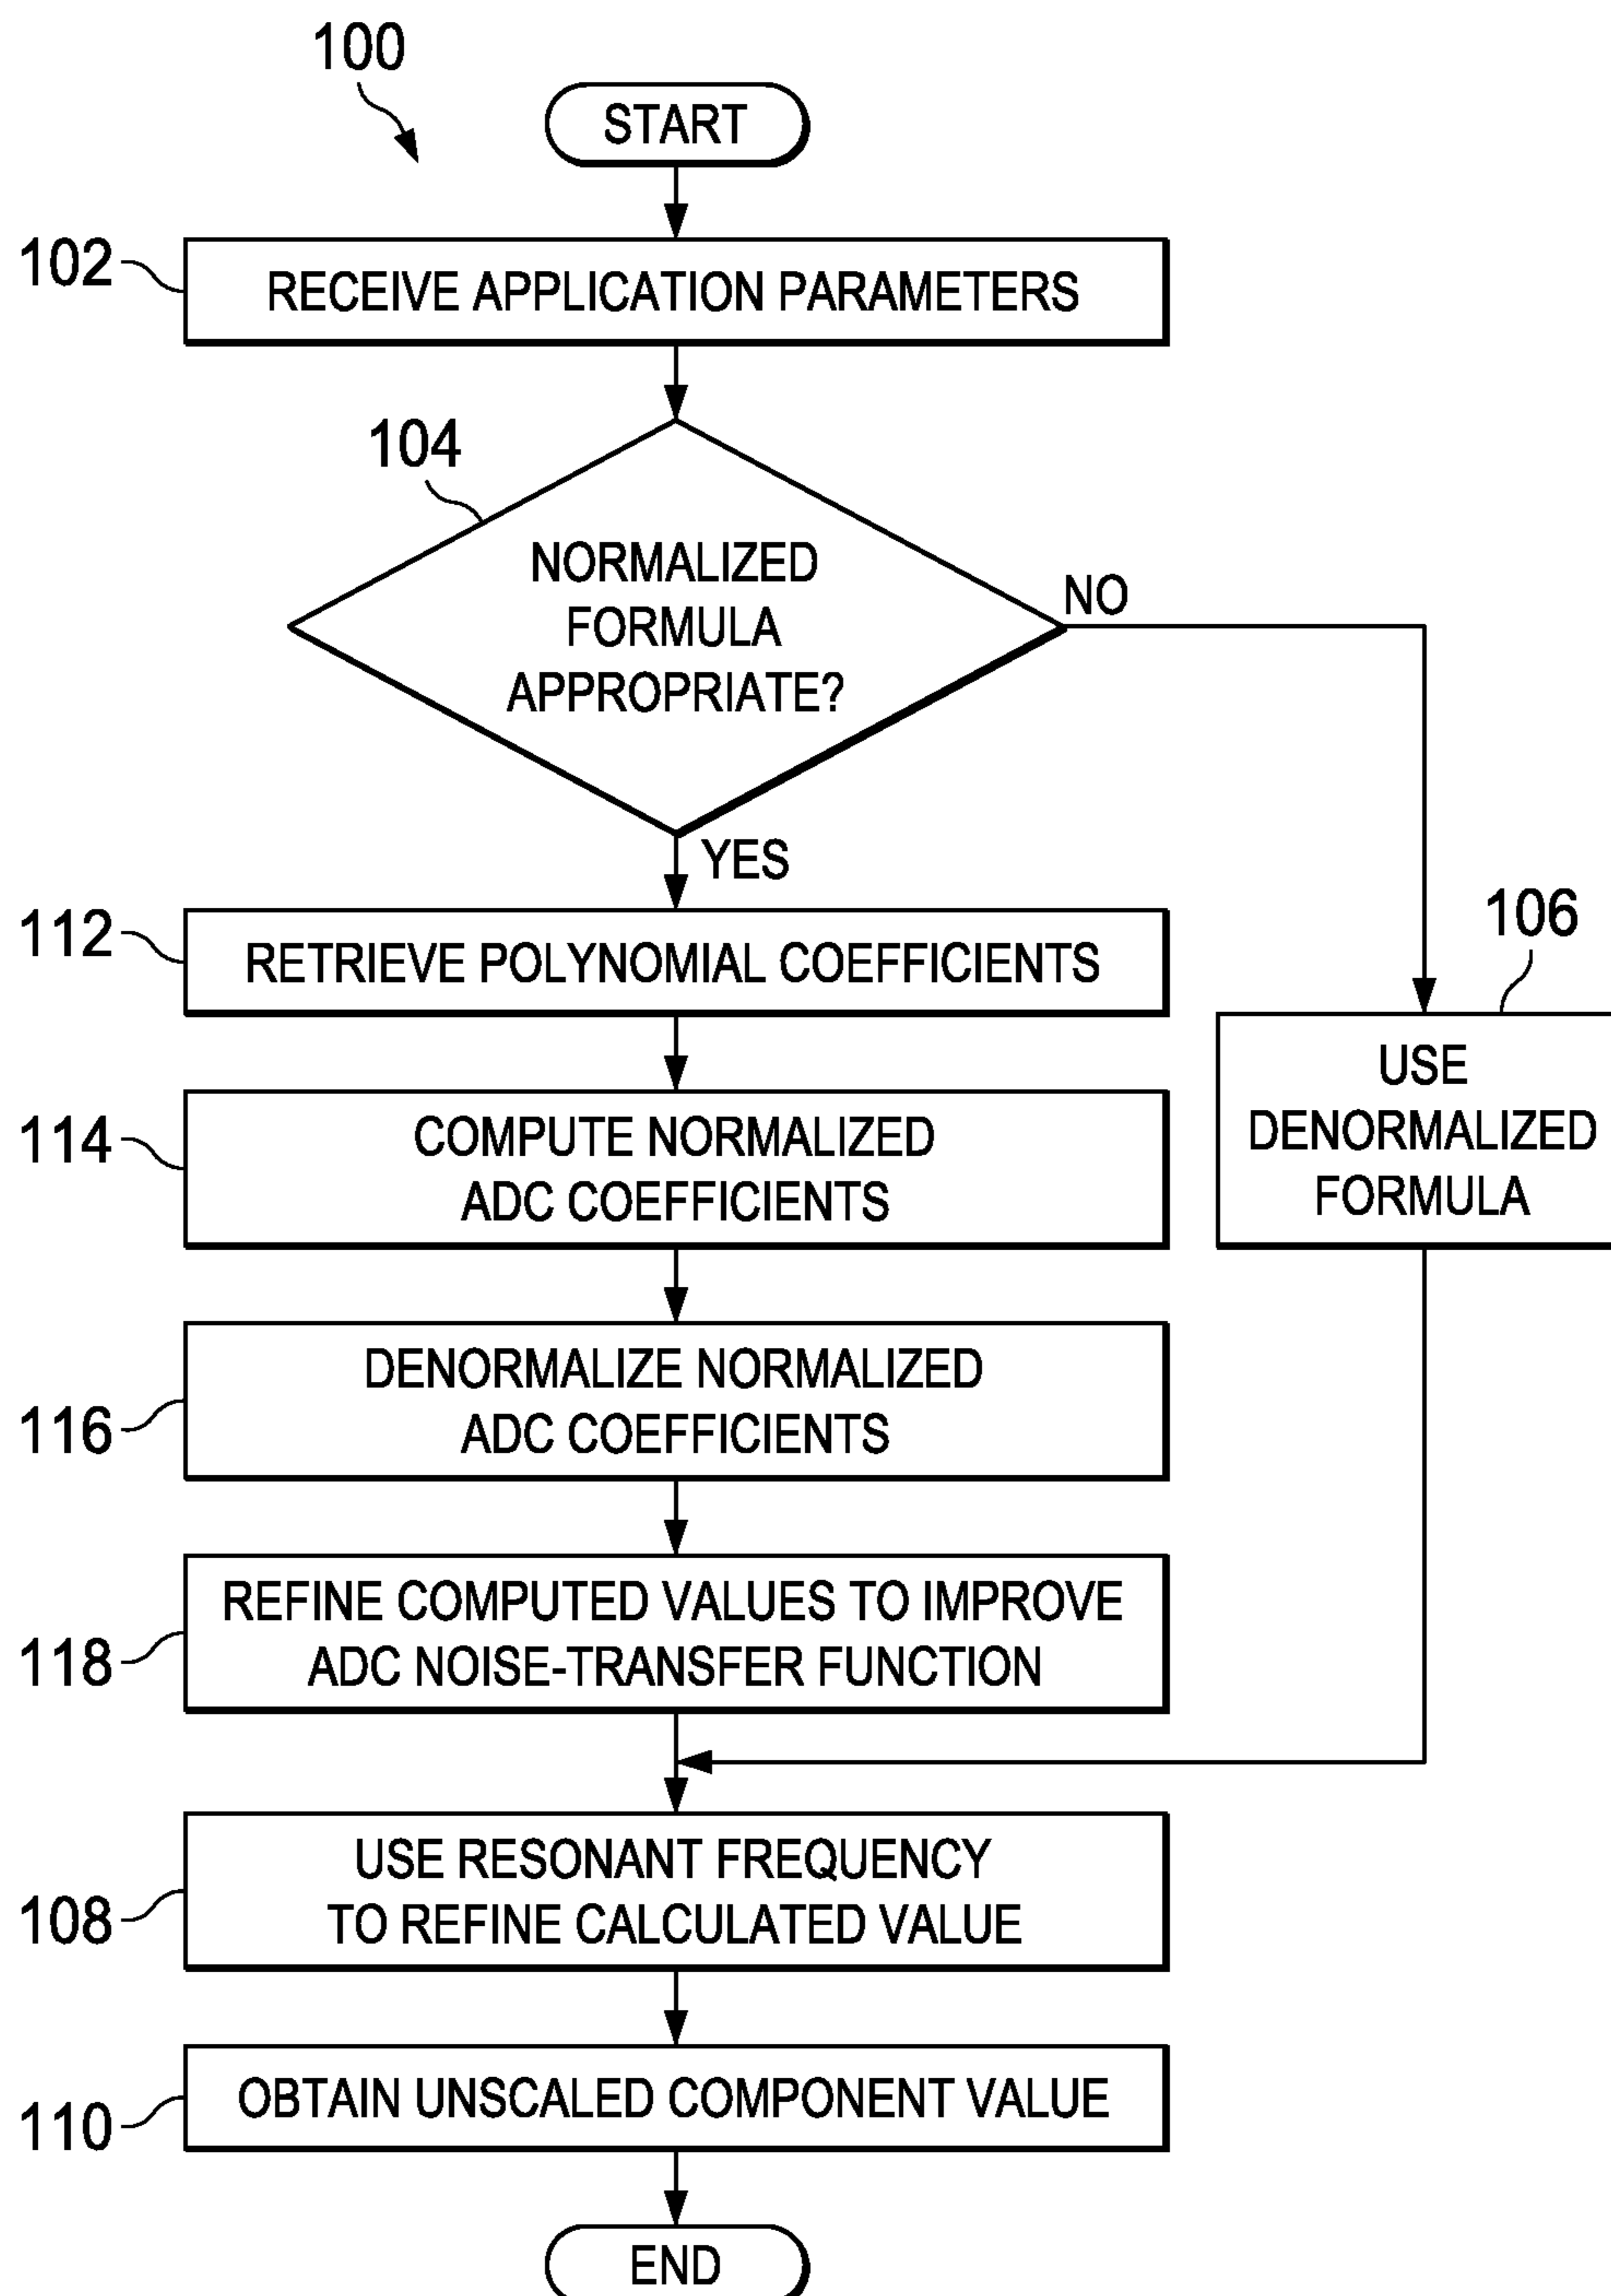 100
START
102
RECEIVE APPLICATION PARAMETERS
104
NORMALIZED
FORMULA
APPROPRIATE?
NO
YES
112
RETRIEVE POLYNOMIAL COEFFICIENTS
106
USE
DENORMALIZED
FORMULA
114
COMPUTE NORMALIZED
ADC COEFFICIENTS
116
DENORMALIZE NORMALIZED
ADC COEFFICIENTS
118
REFINE COMPUTED VALUES TO IMPROVE
ADC NOISE-TRANSFER FUNCTION
108
USE RESONANT FREQUENCY
TO REFINE CALCULATED VALUE
110
OBTAIN UNSCALED COMPONENT VALUE
END